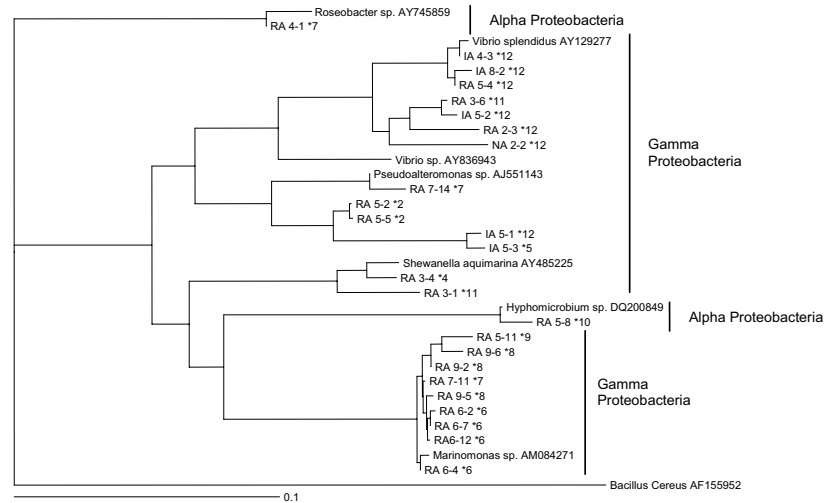 Roseobacter sp. AY745859
RA 4-1 *7
Alpha Proteobacteria
Vibrio splendidus AY129277
IA 4-3 *12
IA 8-2 *12
RA 5-4 *12
RA 3-6 *11
IA 5-2 *12
RA 2-3 *12
NA 2-2 *12
Gamma
Proteobacteria
Vibrio sp. AY836943
Pseudoalteromonas sp. AJ551143
RA 7-14 *7
RA 5-2 *2
RA 5-5 *2
IA 5-1 *12
IA 5-3 *5
Shewanella aquimarina AY485225
RA 3-4 *4
RA 3-1 *11
Hyphomicrobium sp. DQ200849
RA 5-8 *10
Alpha Proteobacteria
RA 5-11 *9
RA 9-6 *8
RA 9-2 *8
RA 7-11 *7
RA 9-5 *8
RA 6-2 *6
RA 6-7 *6
RA6-12 *6
Gamma
Proteobacteria
Marinomonas sp. AM084271
RA 6-4 *6
Bacillus Cereus AF155952
0.1